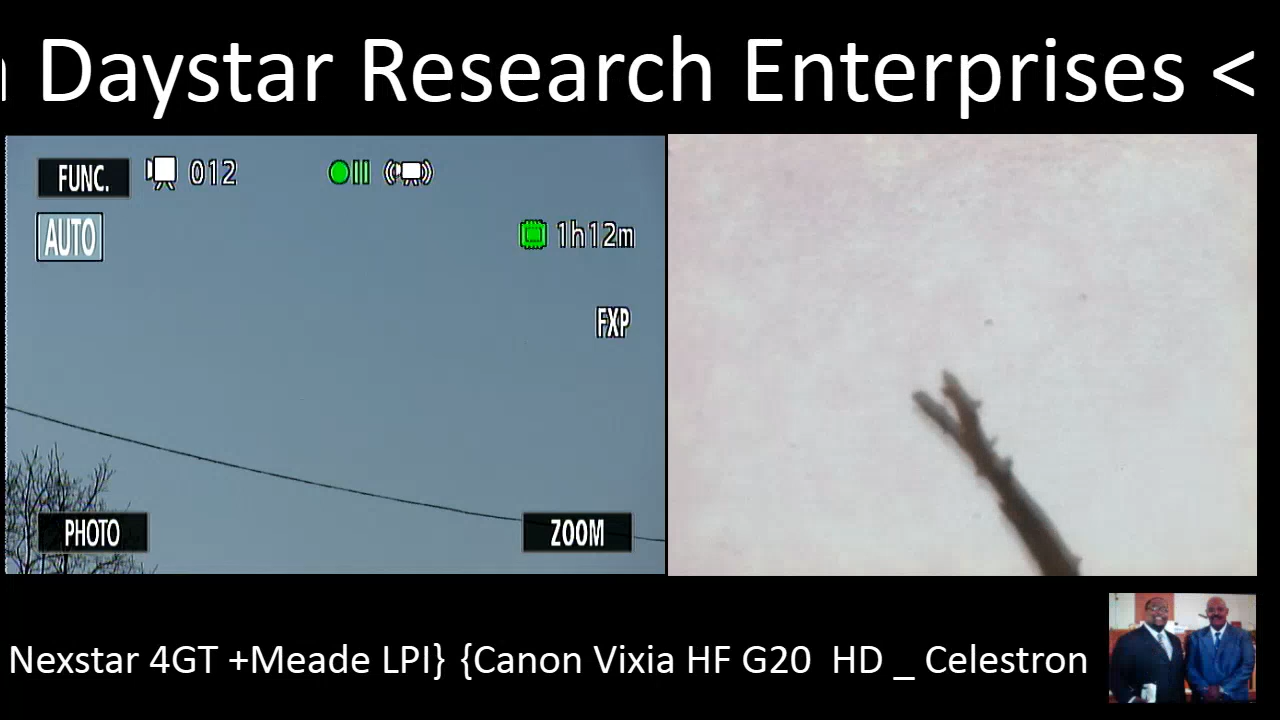 Daystar Research Enterprises <
FUNC. 012
AUTO
1h12m
FXP
PHOTO ZOOM
Nexstar 4GT +Meade LPI} {Canon Vixia HF G20 HD _ Celestron